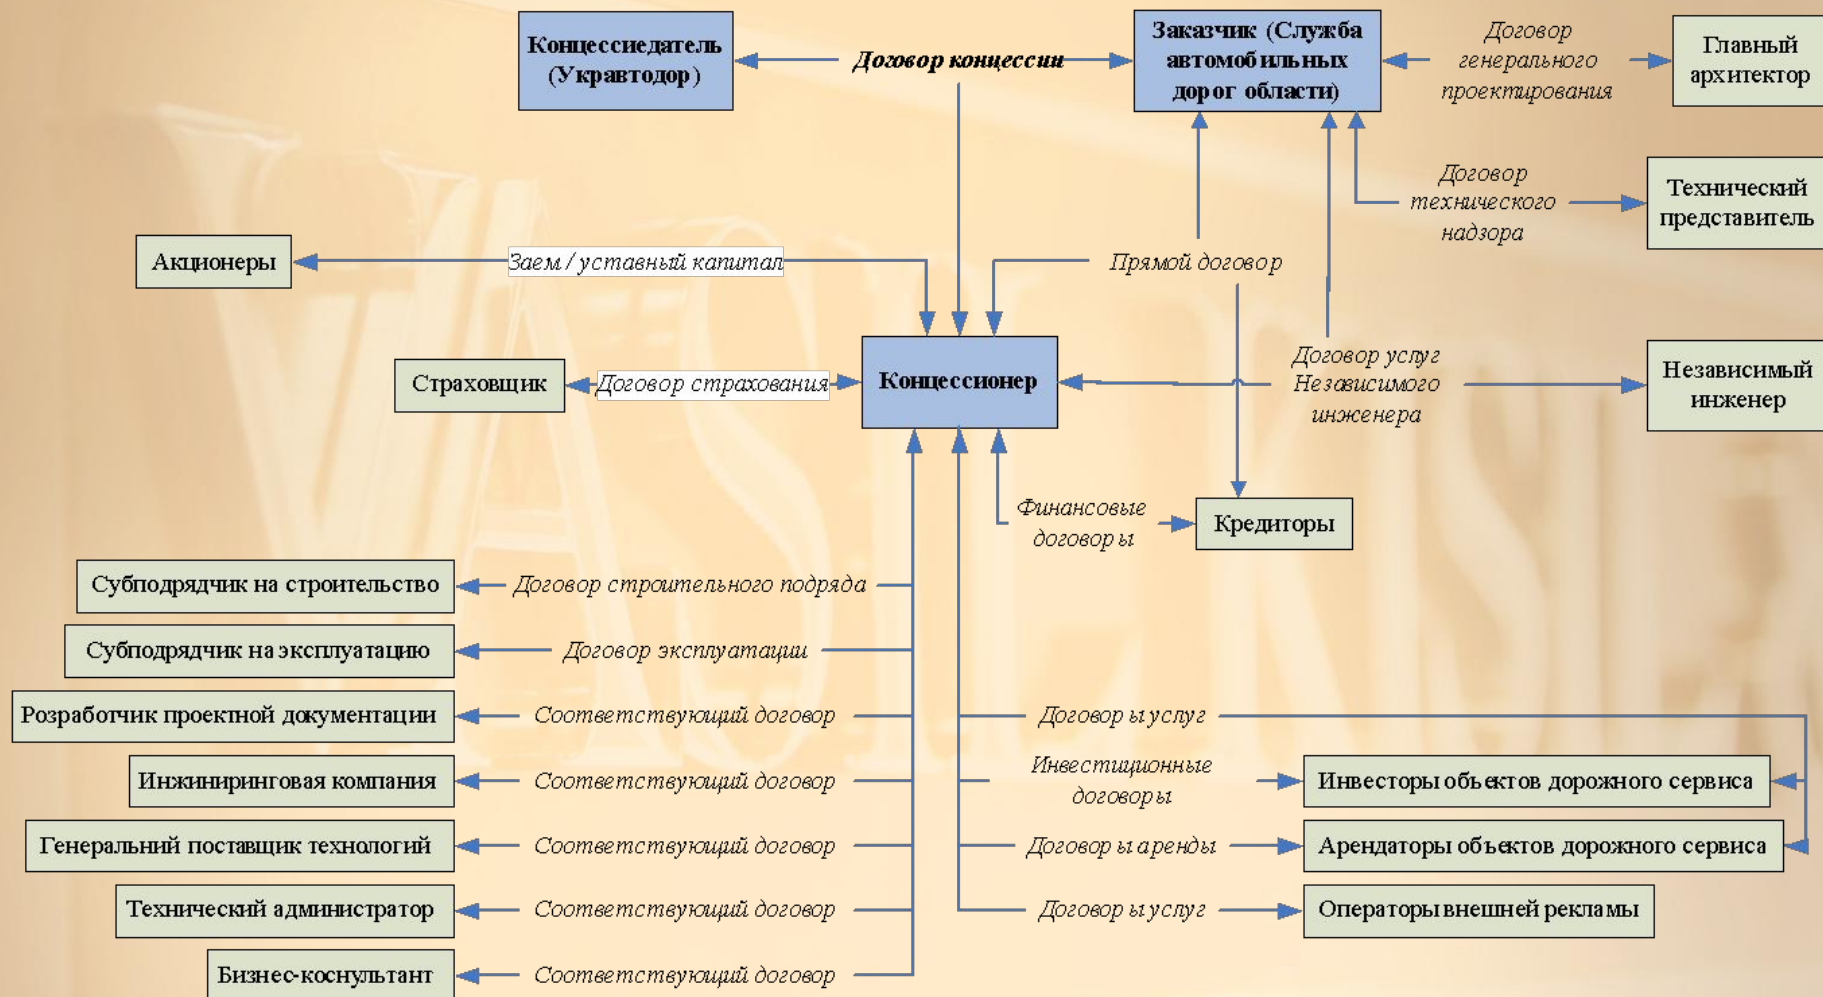 Концессиедатель
(Укравтодор)
Договор концессии
Заказчик (Служба
автомобильных
дорог области)
Договор
генерального
проектирования
Главный
архитектор
Договор
технического
надзора
Технический
представитель
Акционеры
Заем / уставный капитал
Прямой договор
Страховщик
Договор страхования
Концессионер
Договор услуг
Независимого
инженера
Независимый
инженер
Финансовые
договоры
Кредиторы
Субподрядчик на строительство
Договор строительного подряда
Субподрядчик на эксплуатацию
Договор эксплуатации
Розработчик проектной документации
Соответствующий договор
Договоры услуг
Инжиниринговая компания
Соответствующий договор
Инвестиционные
договоры
Инвесторы объектов дорожного сервиса
Генеральний поставщик технологий
Соответствующий договор
Договоры аренды
Арендаторы объектов дорожного сервиса
Технический администратор
Соответствующий договор
Договоры услуг
Операторы внешней рекламы
Бизнес-коснультант
Соответствующий договор